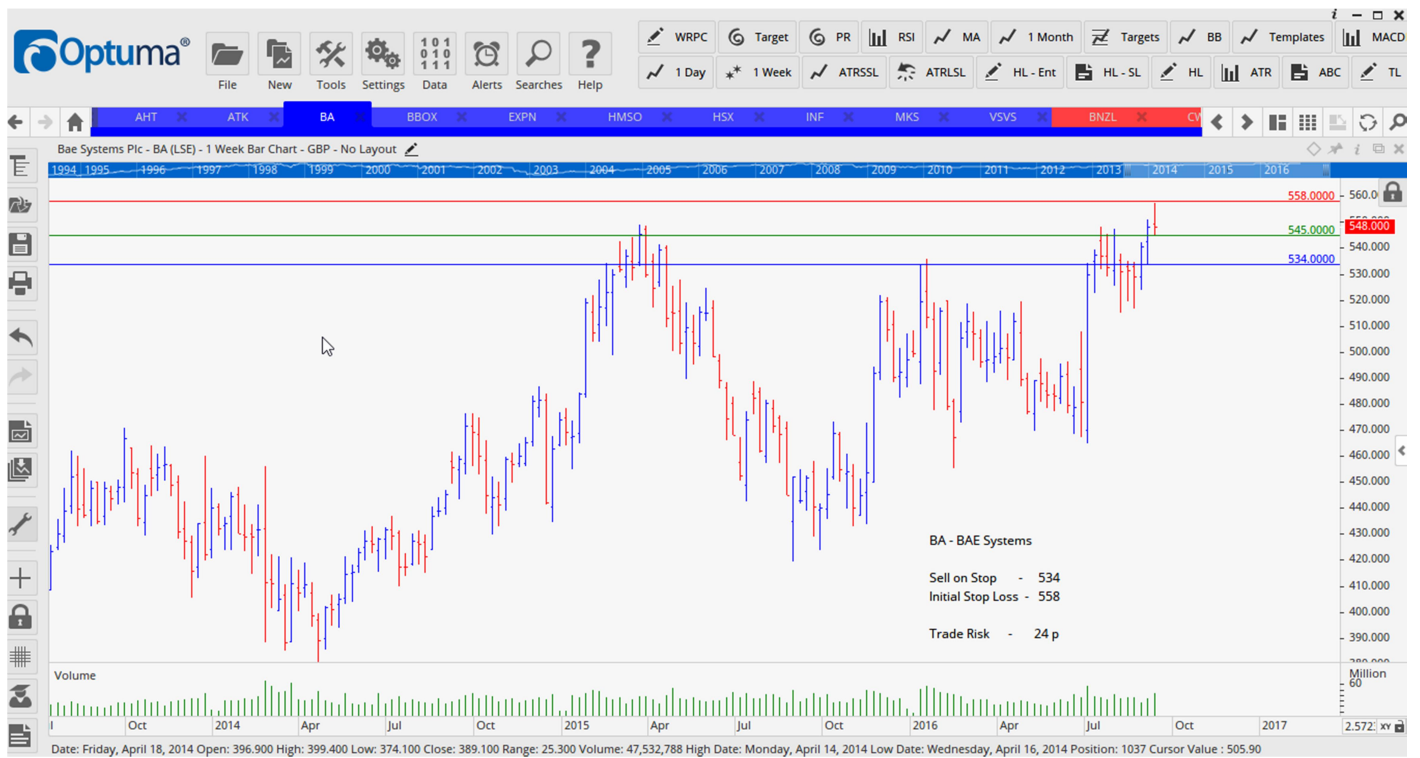 Optuma®
File New Tools Settings Data Alerts Searches Help
WRPC Target PR RSI MA 1 Month Targets BB Templates MACD
1 Day 1 Week ATRSSL ATRLSL HL - Ent HL - SL HL ATR ABC TL
AHT ATK BA BBOX EXPN HMSO HSX INF MKS VSVS BNZL
Bae Systems Plc - BA (LSE) - 1 Week Bar Chart - GBP - No Layout
1994 1995 1996 1997 1998 1999 2000 2001 2002 2003 2004 2005 2006 2007 2008 2009 2010 2011 2012 2013 2014 2015 2016
558.0000
545.0000
534.0000
548.000
540.000
530.000
520.000
510.000
500.000
490.000
480.000
470.000
460.000
450.000
440.000
430.000
420.000
410.000
400.000
390.000
BA - BAE Systems
Sell on Stop - 534
Initial Stop Loss - 558
Trade Risk - 24 p
Volume
Million
60
Oct 2014 Apr Jul Oct 2015 Apr Jul Oct 2016 Apr Jul Oct 2017
XY
Date: Friday, April 18, 2014 Open: 396.900 High: 399.400 Low: 374.100 Close: 389.100 Range: 25.300 Volume: 47,532,788 High Date: Monday, April 14, 2014 Low Date: Wednesday, April 16, 2014 Position: 1037 Cursor Value : 505.90